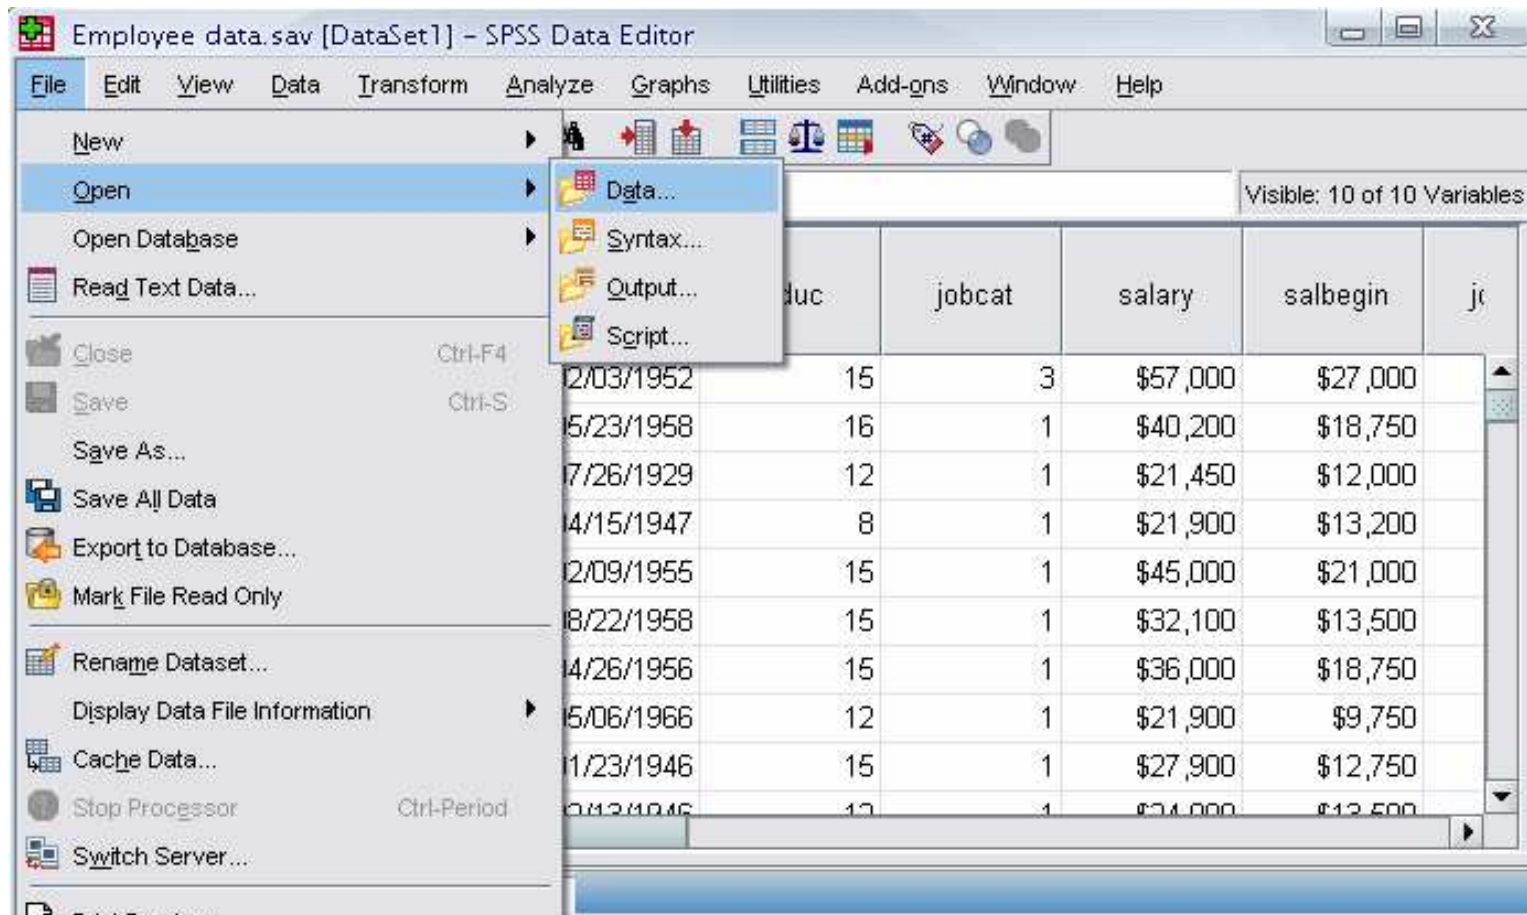 Employee data.sav [DataSet1] - SPSS Data Editor
File Edit View Data Transform Analyze Graphs Utilities Add-ons Window Help
New
Open
Open Database
Read Text Data...
Close Ctrl-F4
Save Ctrl-S
Save As...
Save All Data
Export to Database...
Mark File Read Only
Rename Dataset...
Display Data File Information
Cache Data...
Stop Processor Ctrl-Period
Switch Server...
Data...
Syntax...
Output...
Script...
Visible: 10 of 10 Variables
duc jobcat salary salbegin
2/03/1952 15 3 $57,000 $27,000
5/23/1958 16 1 $40,200 $18,750
7/26/1929 12 1 $21,450 $12,000
4/15/1947 8 1 $21,900 $13,200
2/09/1955 15 1 $45,000 $21,000
8/22/1958 15 1 $32,100 $13,500
4/26/1956 15 1 $36,000 $18,750
5/06/1966 12 1 $21,900 $9,750
1/23/1946 15 1 $27,900 $12,750